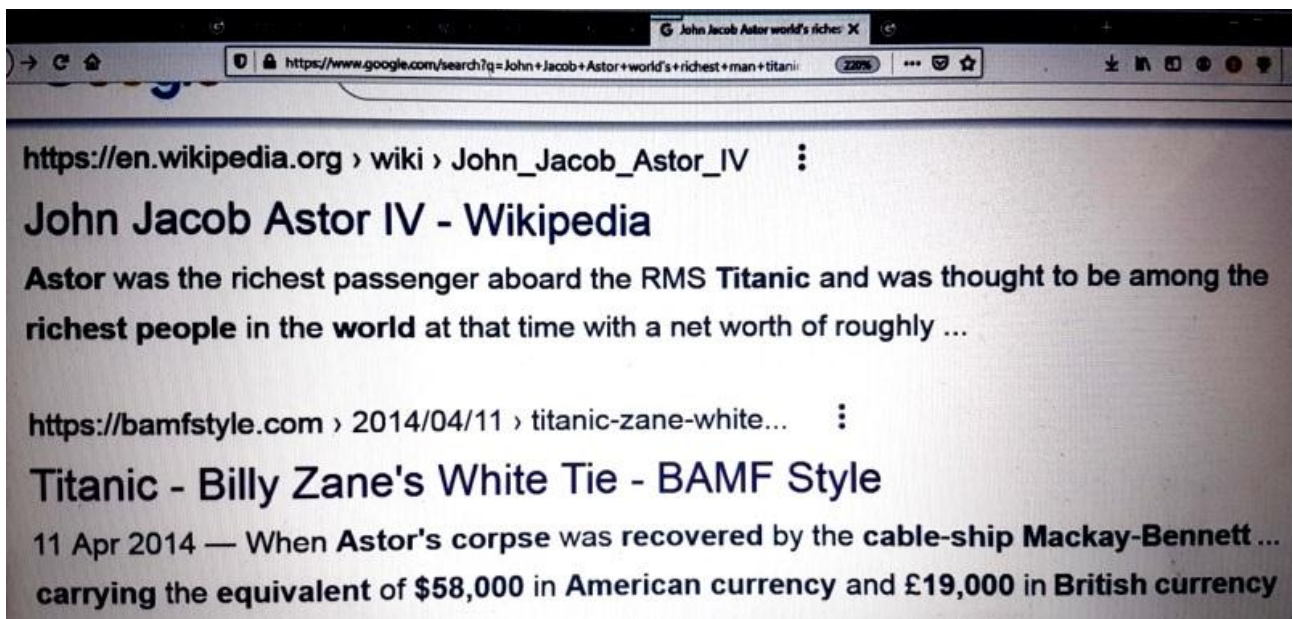 John Jacob Astor world's riches
https://www.google.com/search?q=John+Jacob+Astor+world's+richest+man+titani
220%
https://en.wikipedia.org › wiki › John_Jacob_Astor_IV
John Jacob Astor IV - Wikipedia
Astor was the richest passenger aboard the RMS Titanic and was thought to be among the
richest people in the world at that time with a net worth of roughly ...
https://bamfstyle.com › 2014/04/11 › titanic-zane-white...
Titanic - Billy Zane's White Tie - BAMF Style
11 Apr 2014 — When Astor's corpse was recovered by the cable-ship Mackay-Bennett ...
carrying the equivalent of $58,000 in American currency and £19,000 in British currency